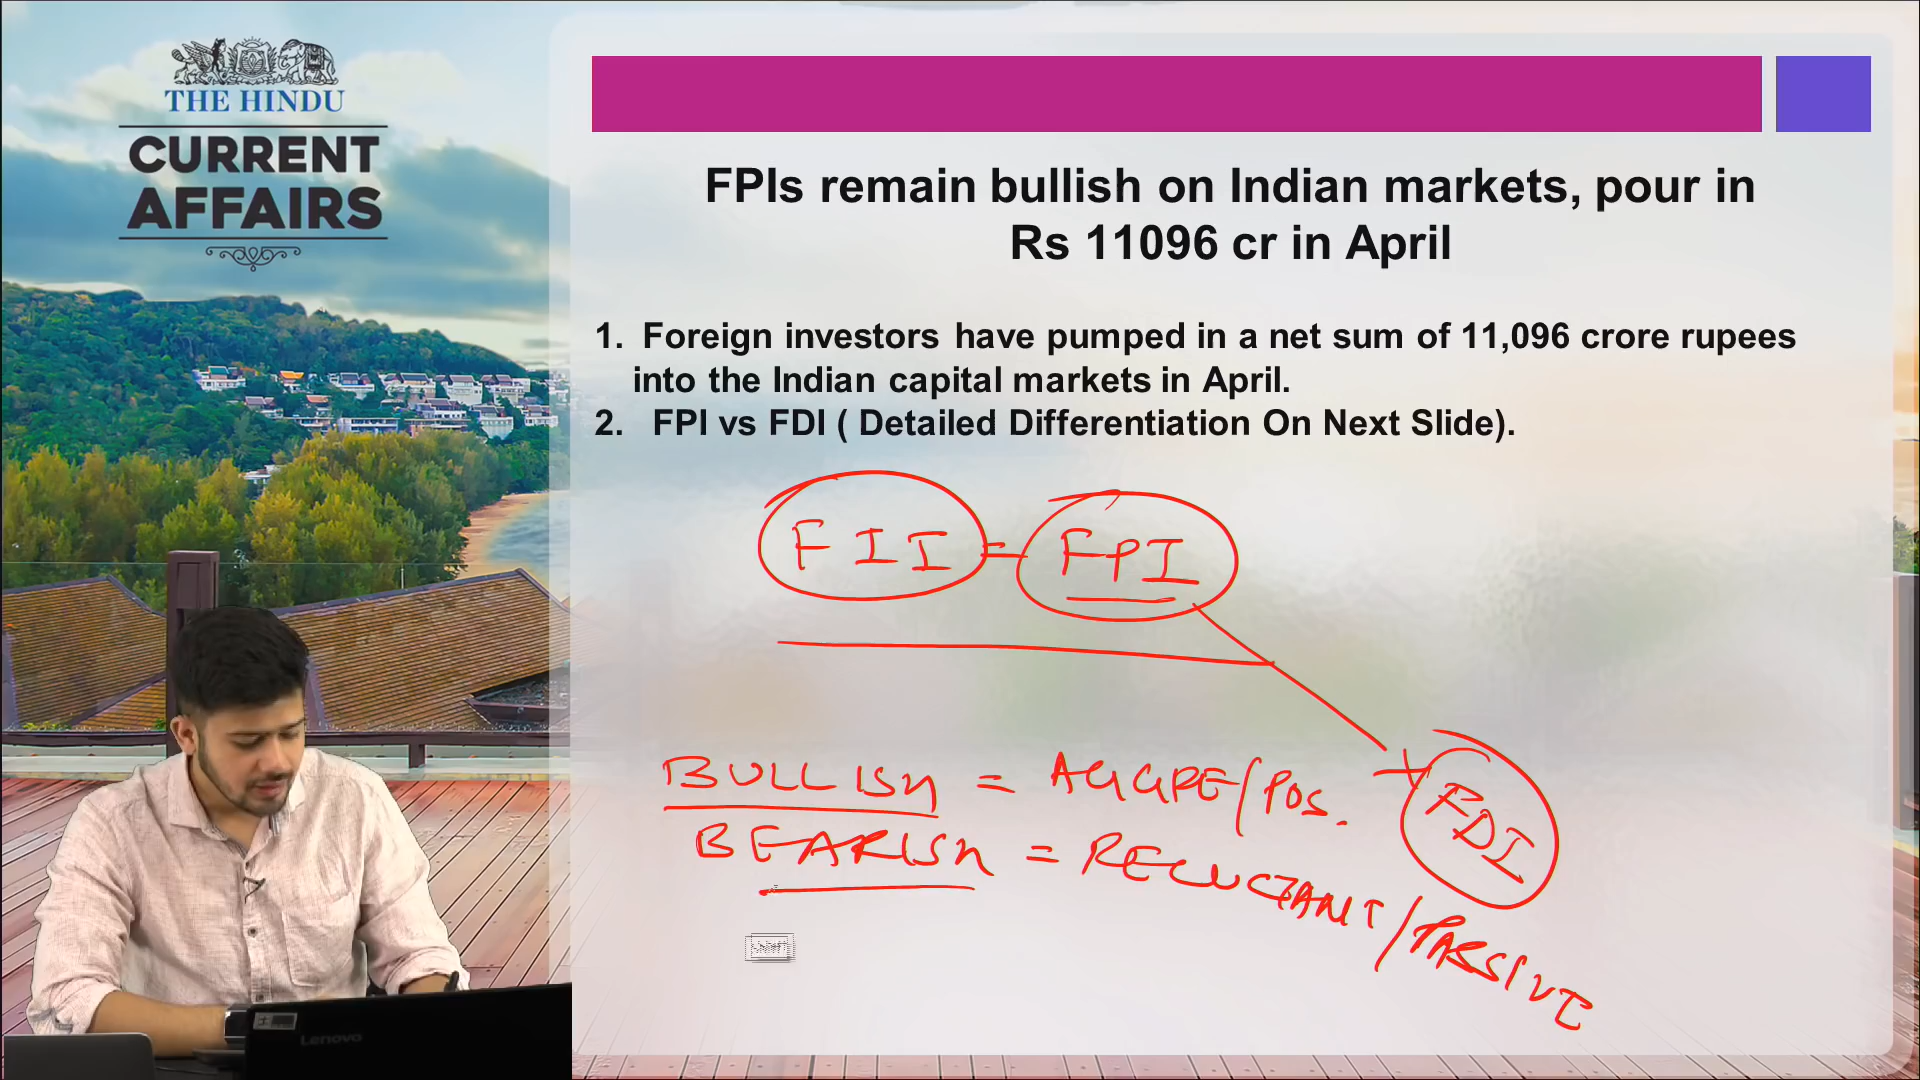 THE HINDU
CURRENT
AFFAIRS
FPIs remain bullish on Indian markets, pour in
Rs 11096 cr in April
1. Foreign investors have pumped in a net sum of 11,096 crore rupees
into the Indian capital markets in April.
2. FPI vs FDI ( Detailed Differentiation On Next Slide).
FII = FPI
FDI
BULLISH = AGGRE/POS.
BEARISH = RELUCTANT/PASSIVE
Lenovo